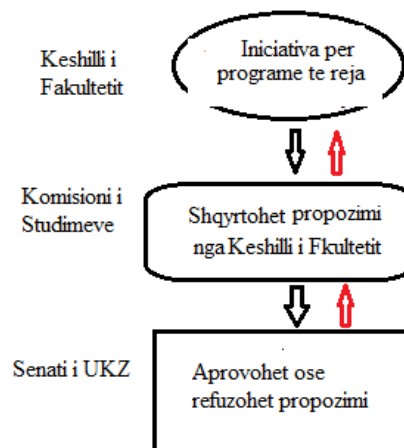 Keshilli i
Fakultetit
Iniciativa per
programe te reja
Komisioni i
Studimeve
Shqyrtohet propozimi
nga Keshilli i Fkultetit
Senati i UKZ
Aprovohet ose
refuzohet propozimi